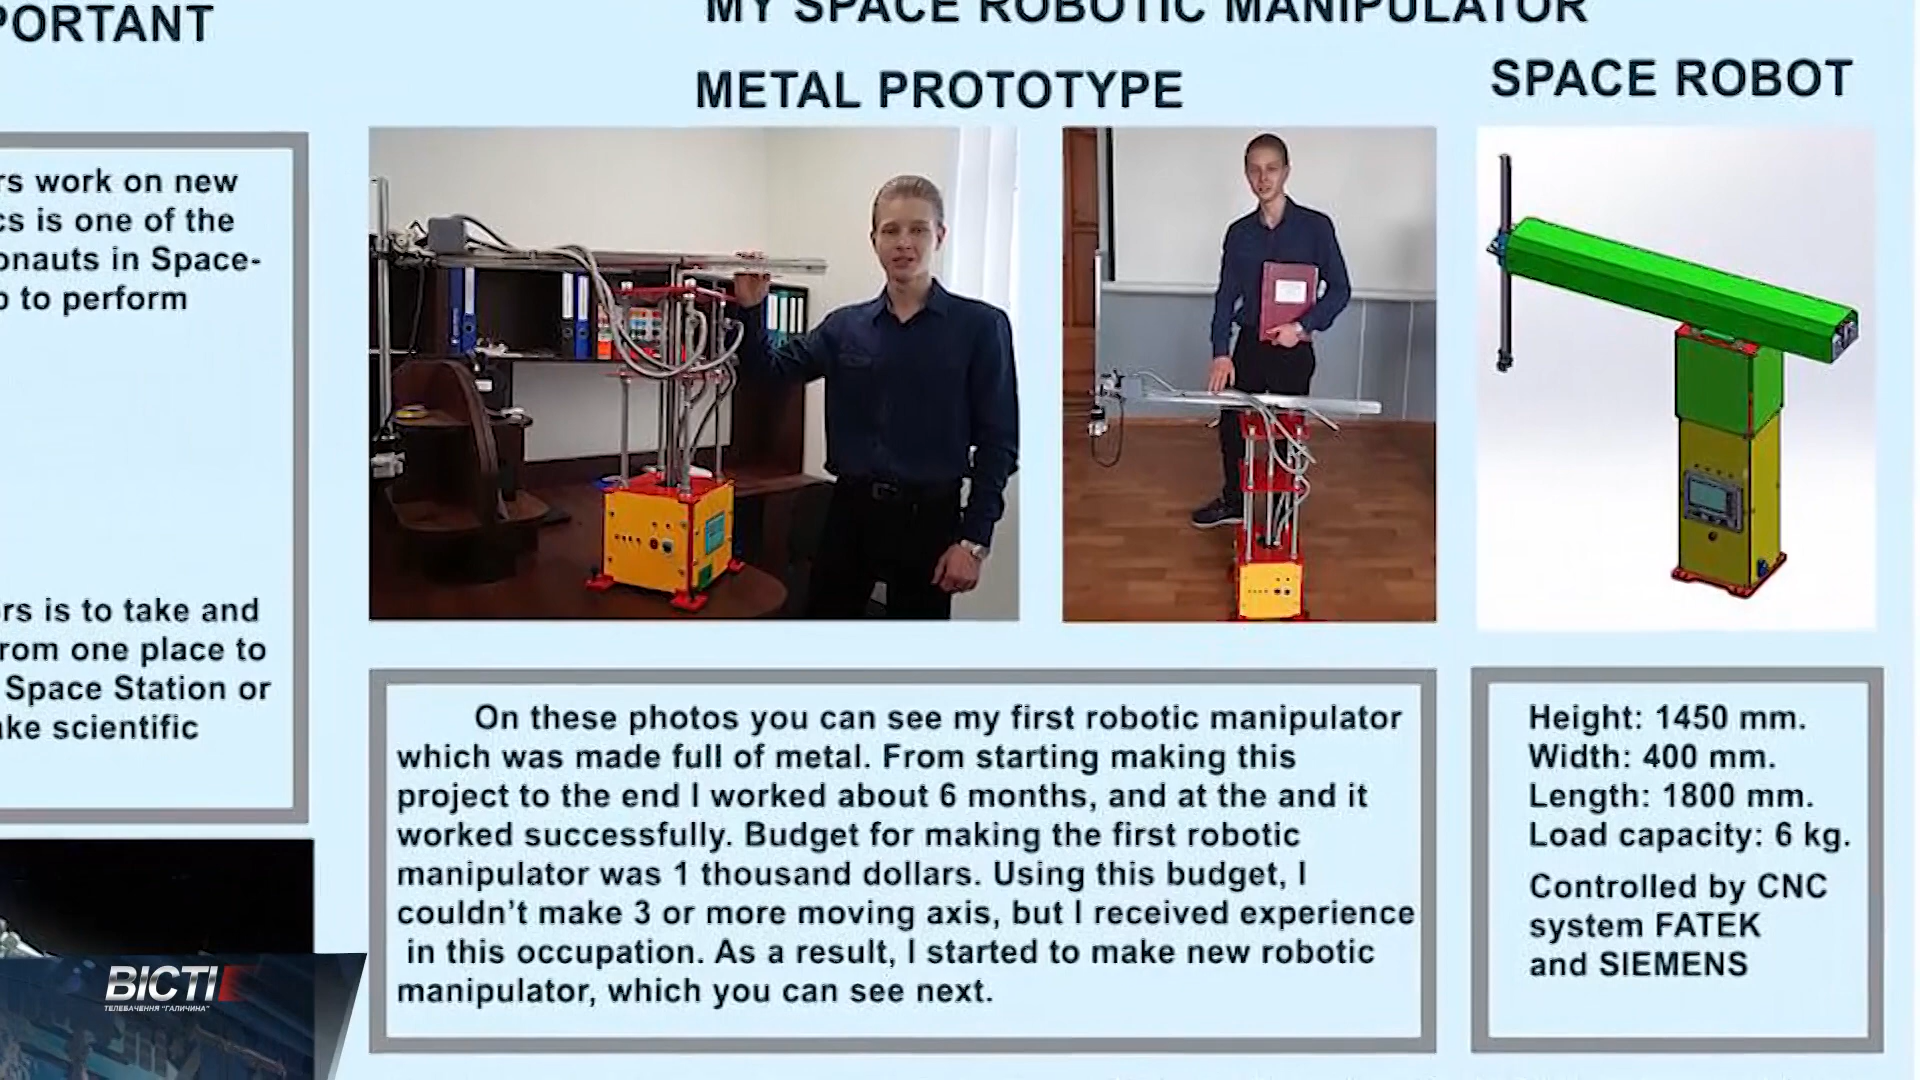 PORTANT
MY SPACE ROBOTIC MANIPULATOR
METAL PROTOTYPE
SPACE ROBOT
rs work on new
cs is one of the
onauts in Space-
to perform
rs is to take and
rom one place to
Space Station or
ake scientific
On these photos you can see my first robotic manipulator
which was made full of metal. From starting making this
project to the end I worked about 6 months, and at the and it
worked successfully. Budget for making the first robotic
manipulator was 1 thousand dollars. Using this budget, I
couldn't make 3 or more moving axis, but I received experience
in this occupation. As a result, I started to make new robotic
manipulator, which you can see next.
Height: 1450 mm.
Width: 400 mm.
Length: 1800 mm.
Load capacity: 6 kg.
Controlled by CNC
system FATEK
and SIEMENS
ВІСТІ
ТЕЛЕБАЧЕННЯ "ГАЛИЧИНА"